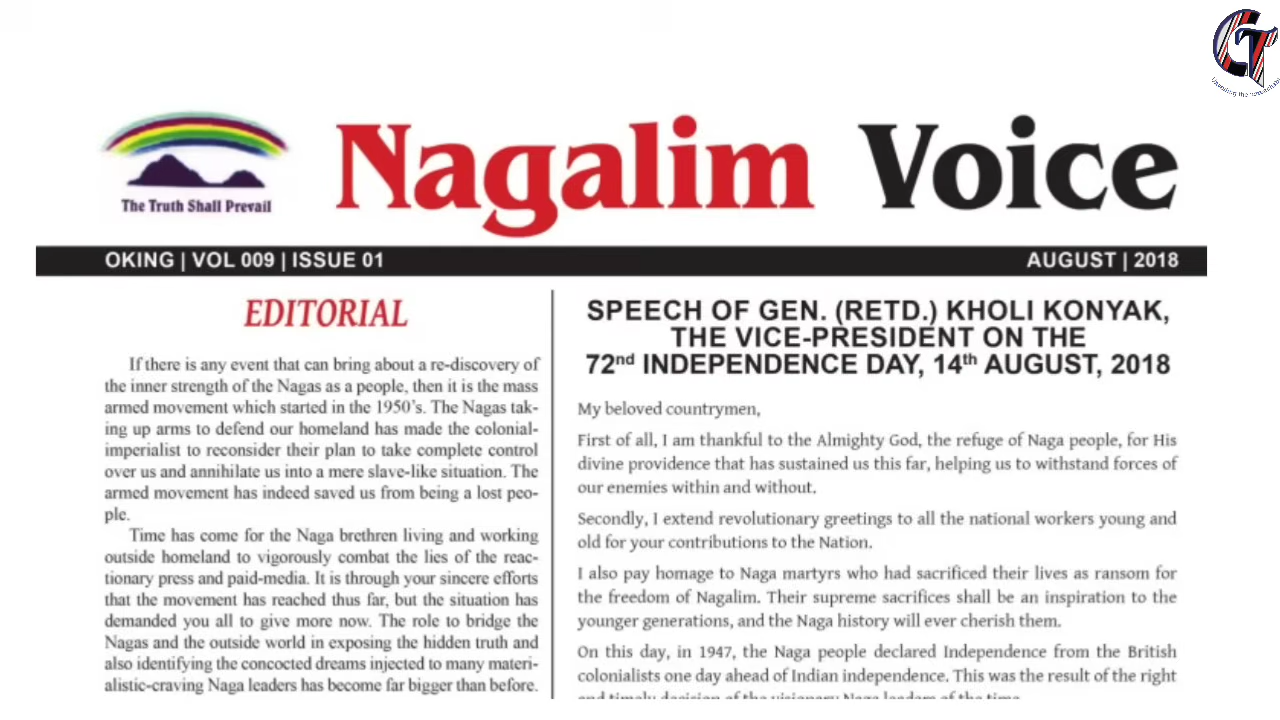 The Truth Shall Prevail
Nagalim Voice
OKING | VOL 009 | ISSUE 01
AUGUST | 2018
EDITORIAL
If there is any event that can bring about a re-discovery of
the inner strength of the Nagas as a people, then it is the mass
armed movement which started in the 1950's. The Nagas tak-
ing up arms to defend our homeland has made the colonial-
imperialist to reconsider their plan to take complete control
over us and annihilate us into a mere slave-like situation. The
armed movement has indeed saved us from being a lost peo-
ple.
Time has come for the Naga brethren living and working
outside homeland to vigorously combat the lies of the reac-
tionary press and paid-media. It is through your sincere efforts
that the movement has reached thus far, but the situation has
demanded you all to give more now. The role to bridge the
Nagas and the outside world in exposing the hidden truth and
also identifying the concocted dreams injected to many materi-
alistic-craving Naga leaders has become far bigger than before.
SPEECH OF GEN. (RETD.) KHOLI KONYAK,
THE VICE-PRESIDENT ON THE
72nd INDEPENDENCE DAY, 14th AUGUST, 2018
My beloved countrymen,
First of all, I am thankful to the Almighty God, the refuge of Naga people, for His
divine providence that has sustained us this far, helping us to withstand forces of
our enemies within and without.
Secondly, I extend revolutionary greetings to all the national workers young and
old for your contributions to the Nation.
I also pay homage to Naga martyrs who had sacrificed their lives as ransom for
the freedom of Nagalim. Their supreme sacrifices shall be an inspiration to the
younger generations, and the Naga history will ever cherish them.
On this day, in 1947, the Naga people declared Independence from the British
colonialists one day ahead of Indian independence. This was the result of the right
and timely decision of the visionary Naga leaders of the time.